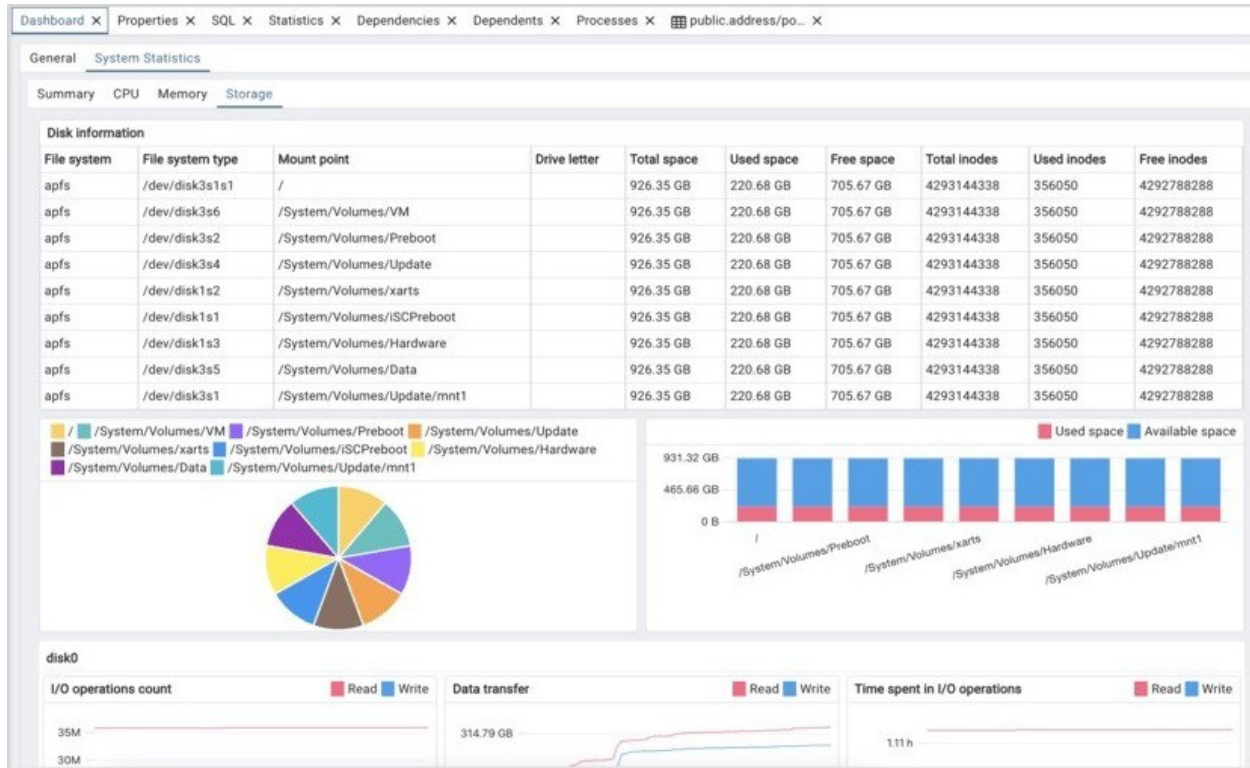 Dashboard X Properties X SQL X Statistics X Dependencies X Dependents X Processes X public.address/po... X
General System Statistics
Summary CPU Memory Storage
Disk information
File system File system type Mount point Drive letter Total space Used space Free space Total inodes Used inodes Free inodes
apfs /dev/disk3s1s1 / 926.35 GB 220.68 GB 705.67 GB 4293144338 356050 4292788288
apfs /dev/disk3s6 /System/Volumes/VM 926.35 GB 220.68 GB 705.67 GB 4293144338 356050 4292788288
apfs /dev/disk3s2 /System/Volumes/Preboot 926.35 GB 220.68 GB 705.67 GB 4293144338 356050 4292788288
apfs /dev/disk3s4 /System/Volumes/Update 926.35 GB 220.68 GB 705.67 GB 4293144338 356050 4292788288
apfs /dev/disk1s2 /System/Volumes/xarts 926.35 GB 220.68 GB 705.67 GB 4293144338 356050 4292788288
apfs /dev/disk1s1 /System/Volumes/iSCPreboot 926.35 GB 220.68 GB 705.67 GB 4293144338 356050 4292788288
apfs /dev/disk1s3 /System/Volumes/Hardware 926.35 GB 220.68 GB 705.67 GB 4293144338 356050 4292788288
apfs /dev/disk3s5 /System/Volumes/Data 926.35 GB 220.68 GB 705.67 GB 4293144338 356050 4292788288
apfs /dev/disk3s1 /System/Volumes/Update/mnt1 926.35 GB 220.68 GB 705.67 GB 4293144338 356050 4292788288
/ /System/Volumes/VM /System/Volumes/Preboot /System/Volumes/Update
/System/Volumes/xarts /System/Volumes/iSCPreboot /System/Volumes/Hardware
/System/Volumes/Data /System/Volumes/Update/mnt1
Used space Available space
931.32 GB
465.66 GB
0 B
/ /System/Volumes/Preboot /System/Volumes/xarts /System/Volumes/Hardware /System/Volumes/Update/mnt1
disk0
I/O operations count Read Write
35M
30M
Data transfer Read Write
314.79 GB
Time spent in I/O operations Read Write
1.11 h